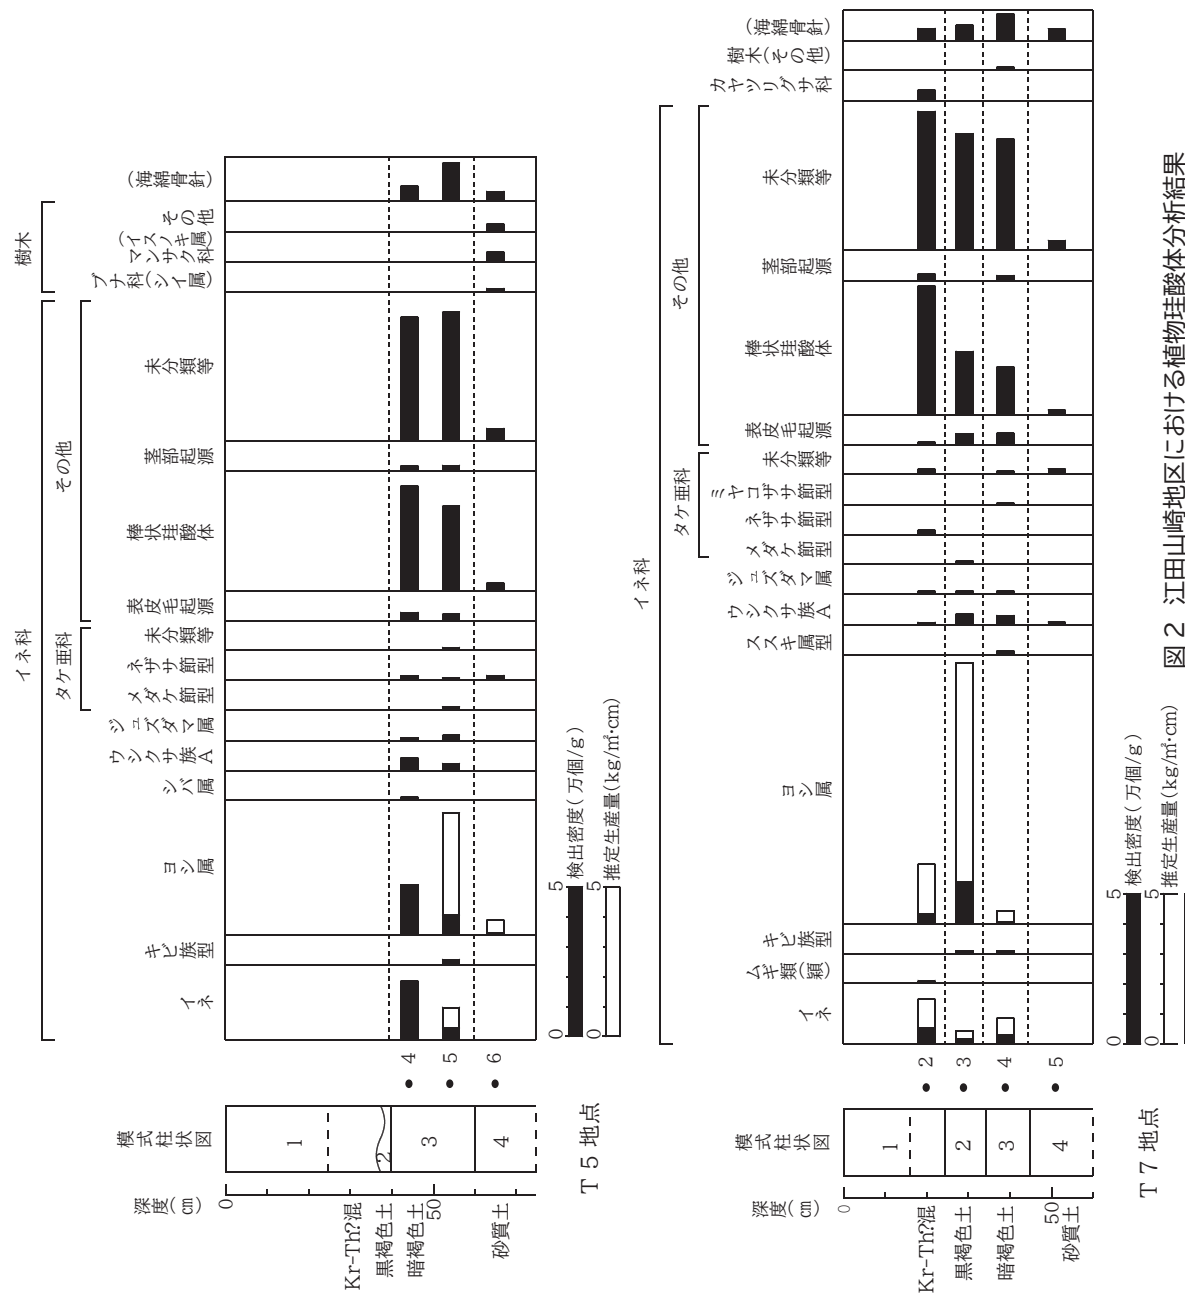 イネ科
樹木
タケ亜科
その他
深度(㎝)
模式柱状図
イネ
キビ族型
ヨシ属
シバ属
ウシクサ族A
ジュズダマ属
メダケ節型
ネザサ節型
未分類等
表皮毛起源
棒状珪酸体
茎部起源
未分類等
ブナ科(シイ属)
マンサク科(イスノキ属)
その他
(海綿骨針)
0
50
Kr-Th?混
黒褐色土
暗褐色土
砂質土
1
2
3
4
4
5
6
T5地点
0 5
検出密度(万個/g)
0 5
推定生産量(kg/㎡・cm)
イネ科
タケ亜科
その他
深度(㎝)
模式柱状図
イネ
ムギ類(穎)
キビ族型
ヨシ属
ススキ属型
ウシクサ族A
ジュズダマ属
メダケ節型
ネザサ節型
ミヤコザサ節型
未分類等
表皮毛起源
棒状珪酸体
茎部起源
未分類等
カヤツリグサ科
樹木(その他)
(海綿骨針)
0
50
Kr-Th?混
黒褐色土
暗褐色土
砂質土
1
2
3
4
2
3
4
5
T7地点
0 5
検出密度(万個/g)
0 5
推定生産量(kg/㎡・cm)
図2 江田山崎地区における植物珪酸体分析結果